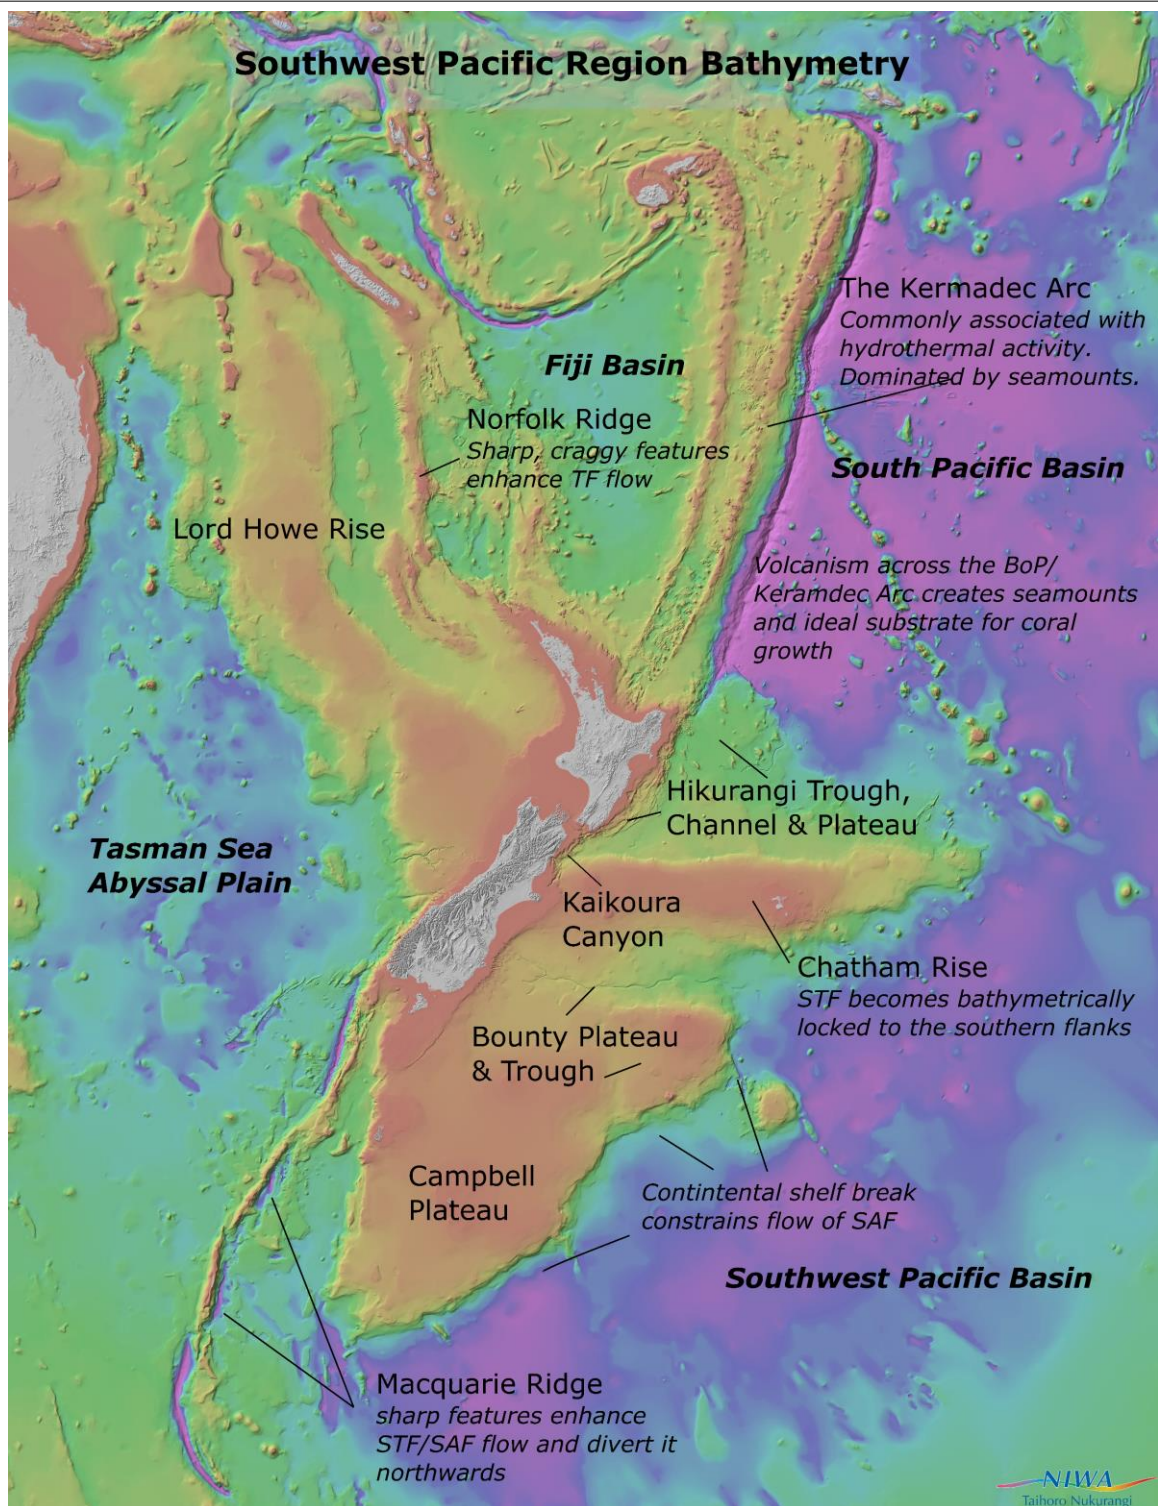 Southwest Pacific Region Bathymetry
The Kermadec Arc
Commonly associated with
hydrothermal activity.
Dominated by seamounts.
Fiji Basin
Norfolk Ridge
Sharp, craggy features
enhance TF flow
South Pacific Basin
Lord Howe Rise
Volcanism across the BoP/
Keramdec Arc creates seamounts
and ideal substrate for coral
growth
Hikurangi Trough,
Channel & Plateau
Tasman Sea
Abyssal Plain
Kaikoura
Canyon
Chatham Rise
STF becomes bathymetrically
locked to the southern flanks
Bounty Plateau
& Trough
Campbell
Plateau
Contintental shelf break
constrains flow of SAF
Southwest Pacific Basin
Macquarie Ridge
sharp features enhance
STF/SAF flow and divert it
northwards
NIWA
Taihoro Nukurangi